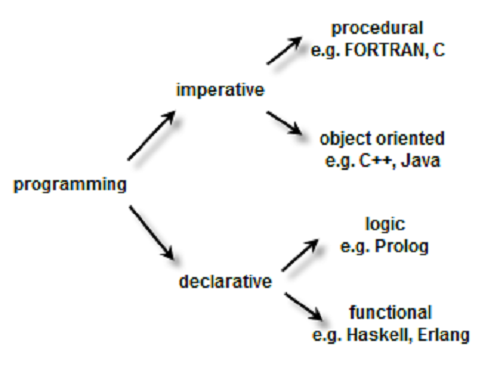 procedural
e.g. FORTRAN, C
imperative
object oriented
e.g. C++, Java
programming
logic
e.g. Prolog
declarative
functional
e.g. Haskell, Erlang